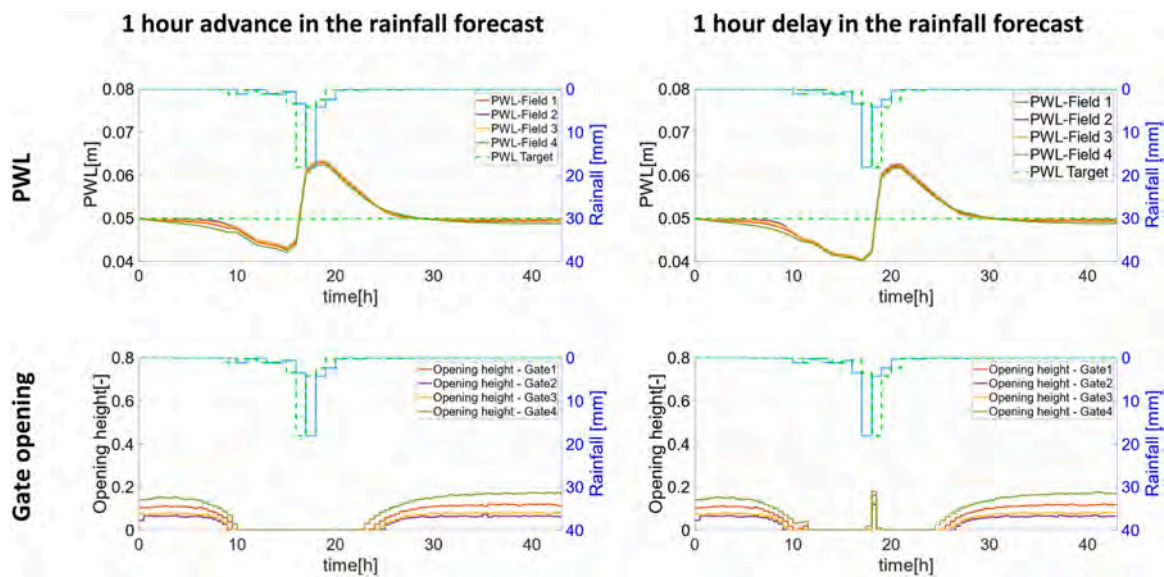 1 hour advance in the rainfall forecast
1 hour delay in the rainfall forecast
PWL
PWL[m]
0.08
0.07
0.06
0.05
0.04
0
10
20
30
40
time[h]
PWL-Field 1
PWL-Field 2
PWL-Field 3
PWL-Field 4
PWL Target
0
10
20
30
40
Rainall [mm]
PWL[m]
0.08
0.07
0.06
0.05
0.04
0
10
20
30
40
time[h]
PWL-Field 1
PWL-Field 2
PWL-Field 3
PWL-Field 4
PWL Target
0
10
20
30
40
Rainfall [mm]
Gate opening
Opening height[-]
0.8
0.6
0.4
0.2
0
0
10
20
30
40
time[h]
Opening height - Gate1
Opening height - Gate2
Opening height - Gate3
Opening height - Gate4
0
10
20
30
40
Rainfall [mm]
Opening height[-]
0.8
0.6
0.4
0.2
0
0
10
20
30
40
time[h]
Opening height - Gate1
Opening height - Gate2
Opening height - Gate3
Opening height - Gate4
0
10
20
30
40
Rainfall [mm]